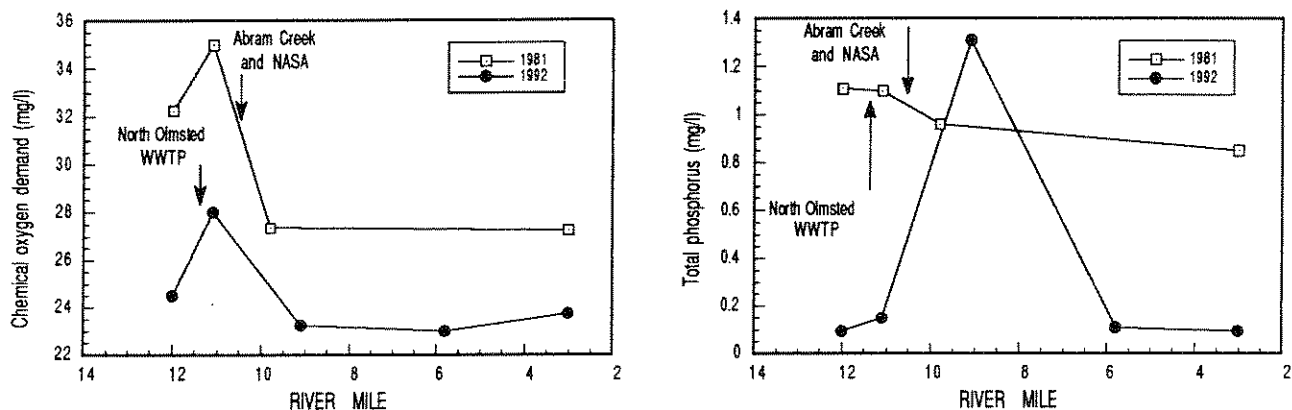 Chemical oxygen demand (mg/l)
36
35
33
31
30
28
26
24
22
14
12
10
8
6
4
2
RIVER MILE
Abram Creek
and NASA
North Olmsted
WWTP
1981
1992
Total phosphorus (mg/l)
1.4
1.2
1
0.8
0.6
0.4
0.2
0
14
12
10
8
6
4
2
RIVER MILE
Abram Creek
and NASA
North Olmsted
WWTP
1981
1992